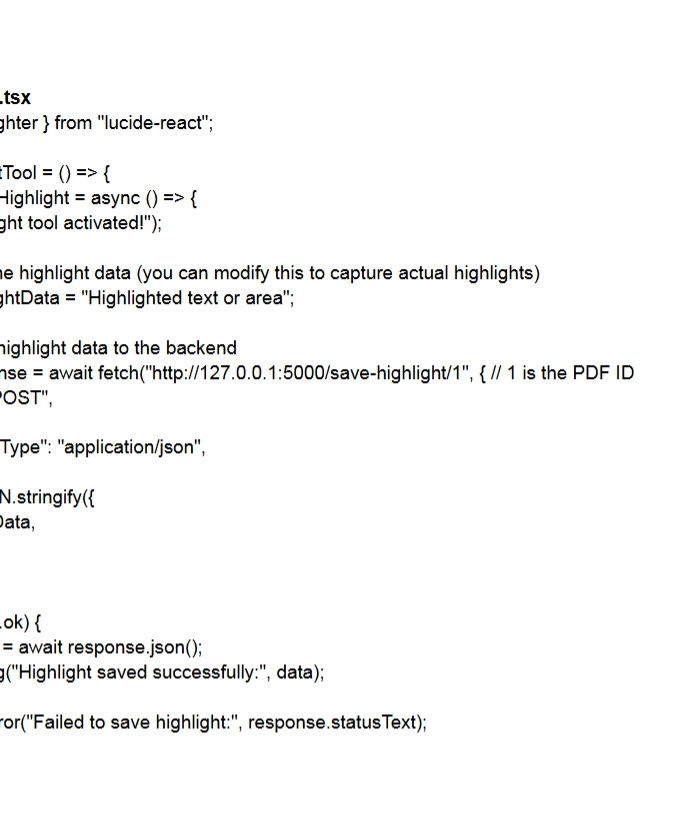 .tsx
ghter } from "lucide-react";
tTool = () => {
Highlight = async () => {
ght tool activated!");
he highlight data (you can modify this to capture actual highlights)
ghtData = "Highlighted text or area";
highlight data to the backend
nse = await fetch("http://127.0.0.1:5000/save-highlight/1", { // 1 is the PDF ID
POST",
Type": "application/json",
N.stringify({
Data,
.ok) {
= await response.json();
g("Highlight saved successfully:", data);
ror("Failed to save highlight:", response.statusText);